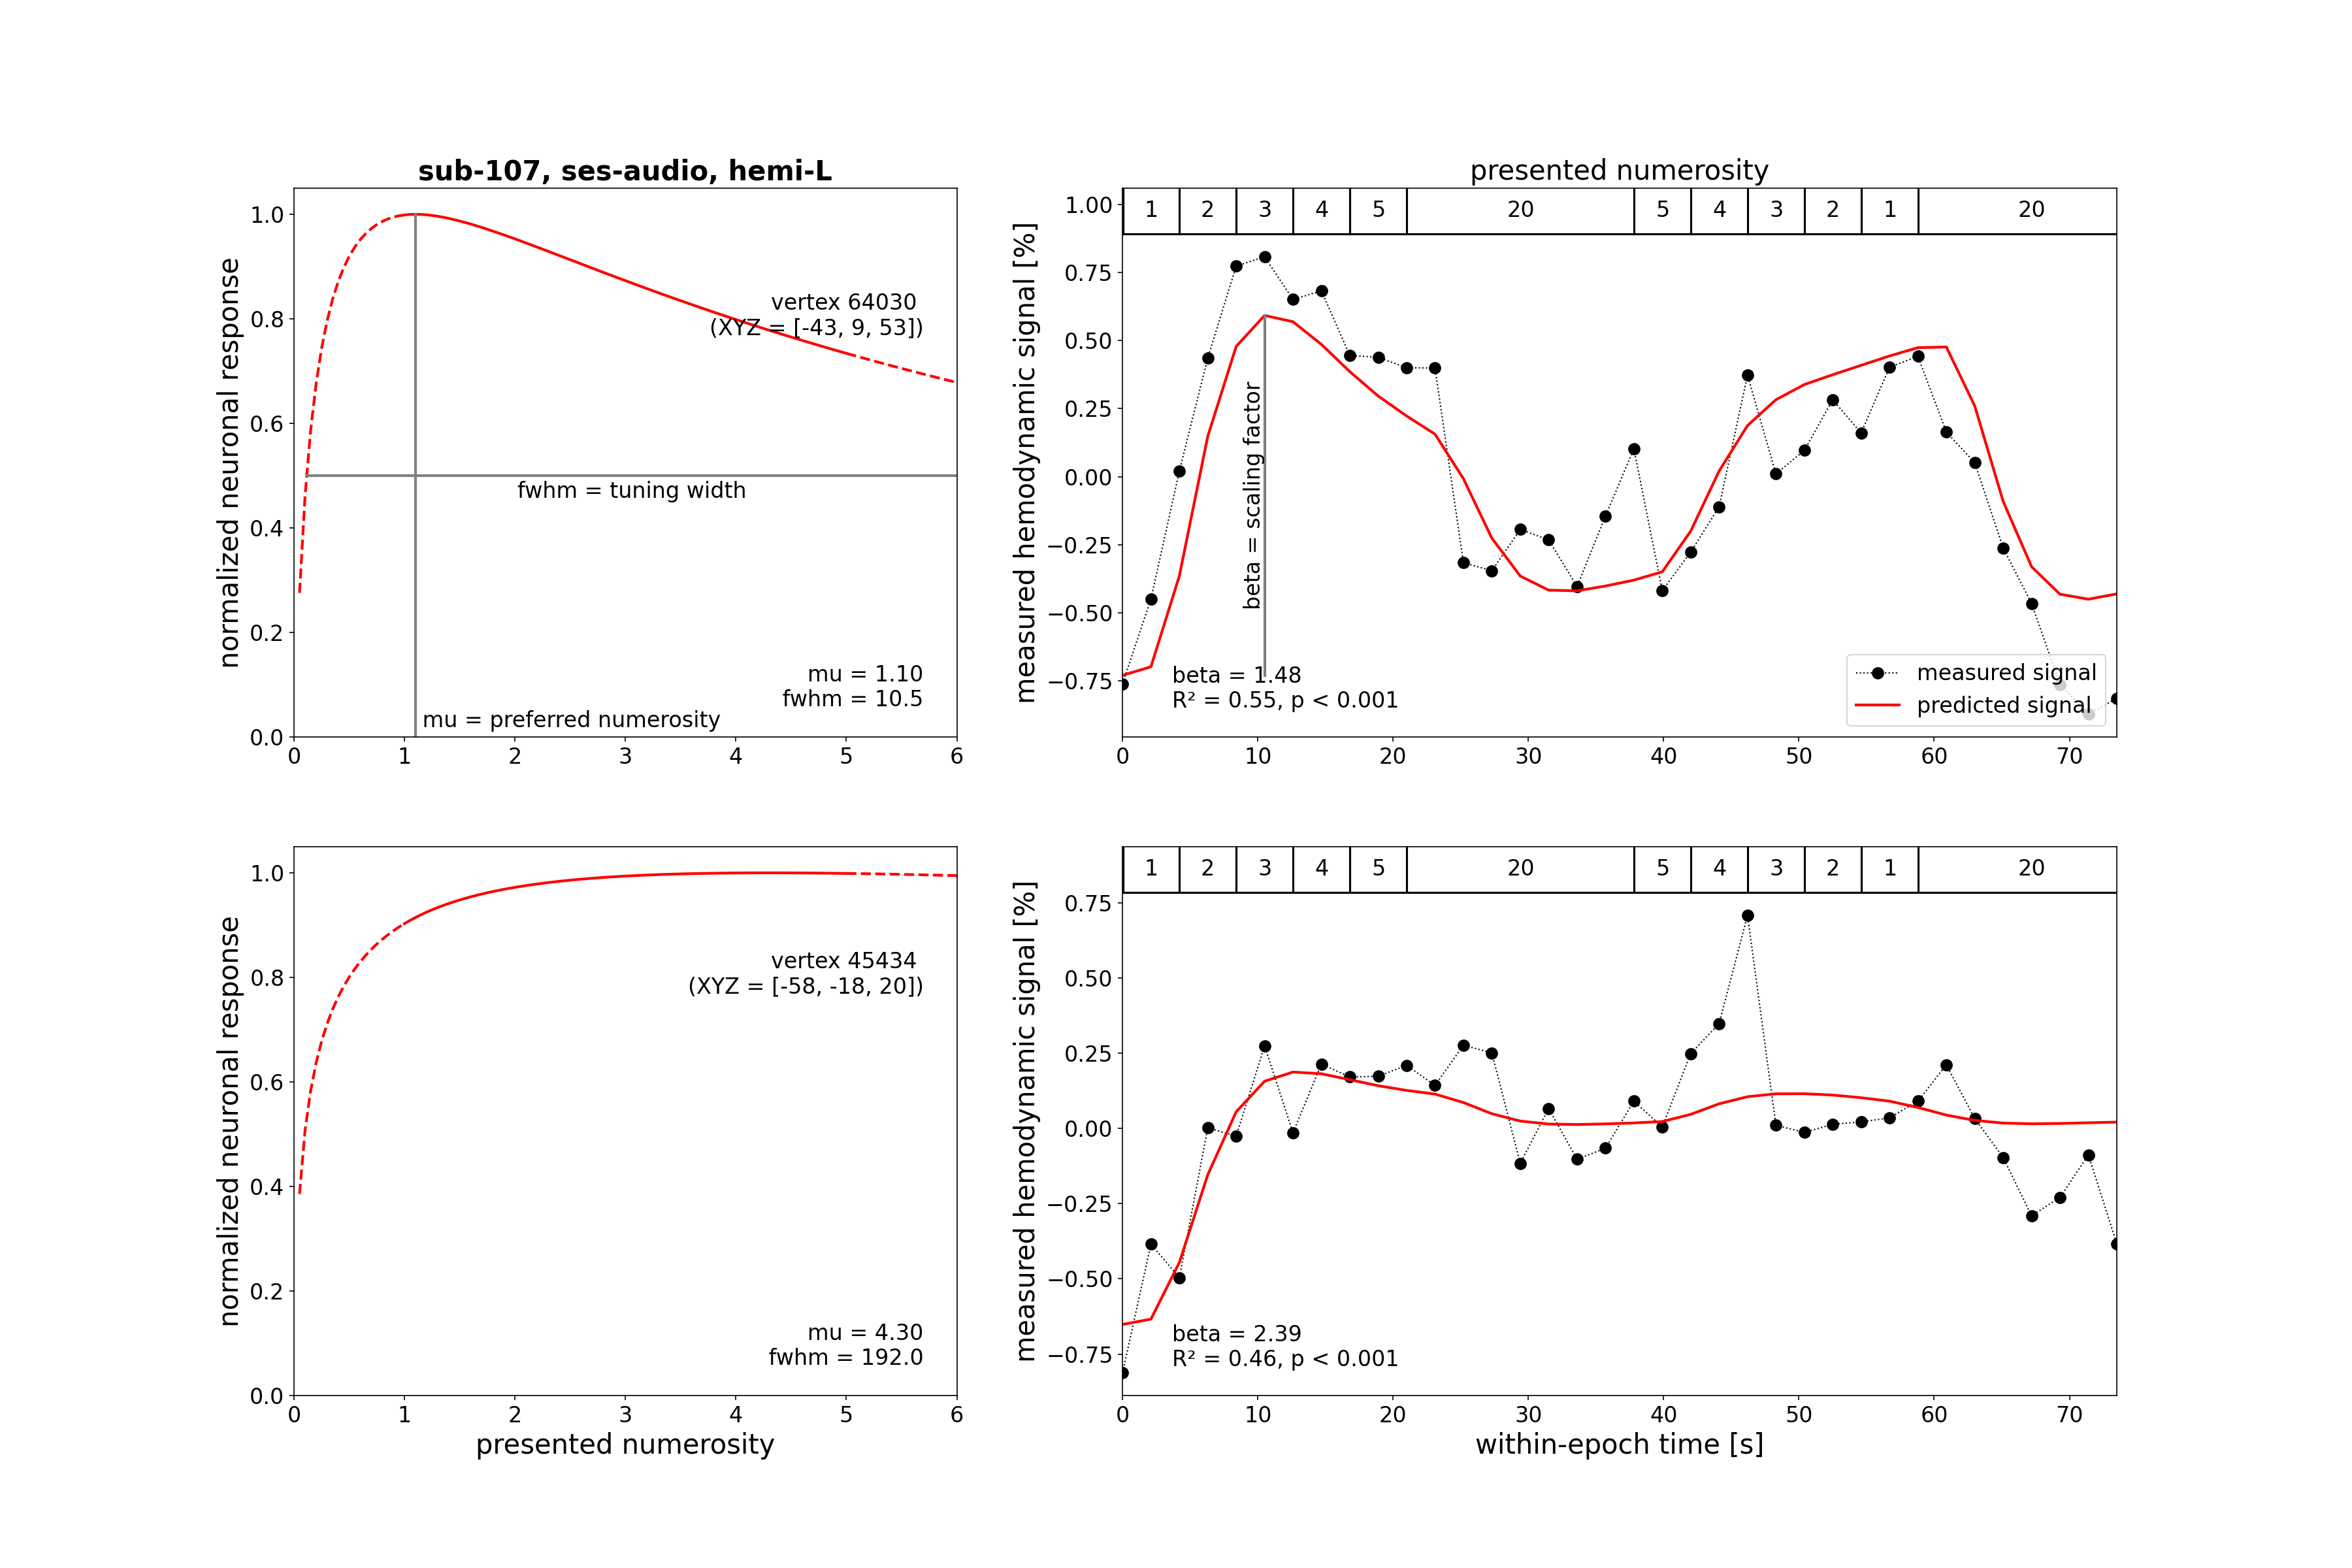 sub-107, ses-audio, hemi-L
normalized neuronal response
1.0
0.8
0.6
0.4
0.2
0.0
0 1 2 3 4 5 6
vertex 64030
(XYZ = [-43, 9, 53])
fwhm = tuning width
mu = 1.10
fwhm = 10.5
mu = preferred numerosity
presented numerosity
1 2 3 4 5 20 5 4 3 2 1 20
measured hemodynamic signal [%]
1.00
0.75
0.50
0.25
0.00
−0.25
−0.50
−0.75
0 10 20 30 40 50 60 70
beta = scaling factor
beta = 1.48
R² = 0.55, p < 0.001
measured signal
predicted signal
normalized neuronal response
1.0
0.8
0.6
0.4
0.2
0.0
0 1 2 3 4 5 6
presented numerosity
vertex 45434
(XYZ = [-58, -18, 20])
mu = 4.30
fwhm = 192.0
1 2 3 4 5 20 5 4 3 2 1 20
measured hemodynamic signal [%]
0.75
0.50
0.25
0.00
−0.25
−0.50
−0.75
0 10 20 30 40 50 60 70
within-epoch time [s]
beta = 2.39
R² = 0.46, p < 0.001